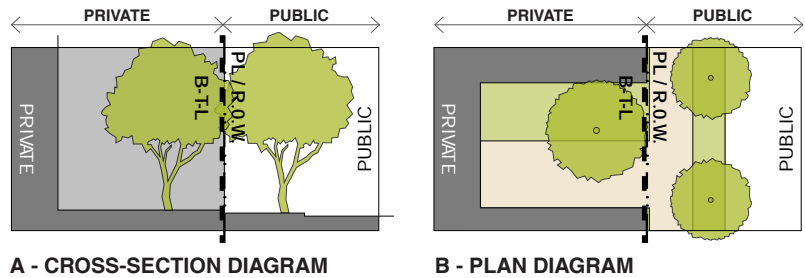 PRIVATE PUBLIC
PRIVATE
B-T-L
PL / R.O.W.
PUBLIC
A - CROSS-SECTION DIAGRAM
PRIVATE PUBLIC
PRIVATE
B-T-L
PL / R.O.W.
PUBLIC
B - PLAN DIAGRAM